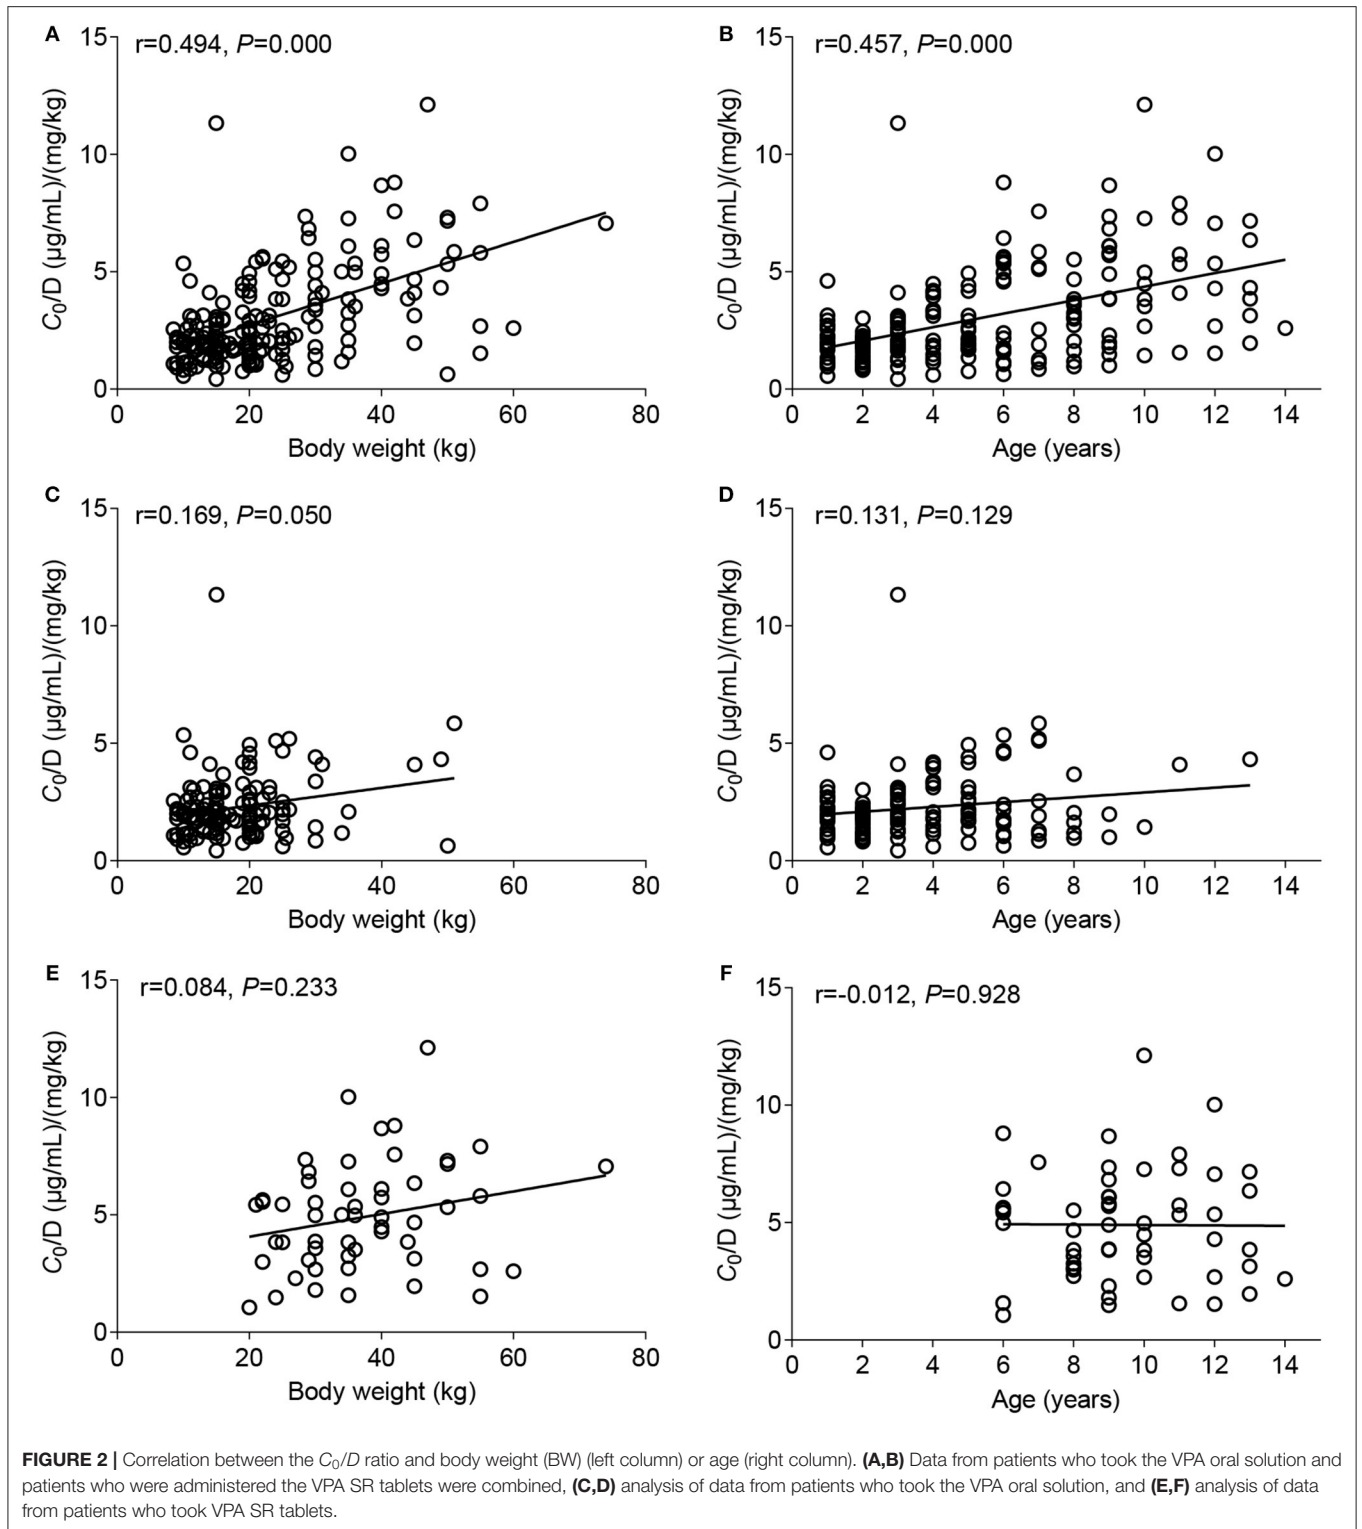 A
r=0.494, P=0.000
15
10
5
0
C0/D (µg/mL)/(mg/kg)
0 20 40 60 80
Body weight (kg)
B
r=0.457, P=0.000
15
10
5
0
C0/D (µg/mL)/(mg/kg)
0 2 4 6 8 10 12 14
Age (years)
C
r=0.169, P=0.050
15
10
5
0
C0/D (µg/mL)/(mg/kg)
0 20 40 60 80
Body weight (kg)
D
r=0.131, P=0.129
15
10
5
0
C0/D (µg/mL)/(mg/kg)
0 2 4 6 8 10 12 14
Age (years)
E
r=0.084, P=0.233
15
10
5
0
C0/D (µg/mL)/(mg/kg)
0 20 40 60 80
Body weight (kg)
F
r=-0.012, P=0.928
15
10
5
0
C0/D (µg/mL)/(mg/kg)
0 2 4 6 8 10 12 14
Age (years)
FIGURE 2 | Correlation between the C0/D ratio and body weight (BW) (left column) or age (right column). (A,B) Data from patients who took the VPA oral solution and
patients who were administered the VPA SR tablets were combined, (C,D) analysis of data from patients who took the VPA oral solution, and (E,F) analysis of data
from patients who took VPA SR tablets.